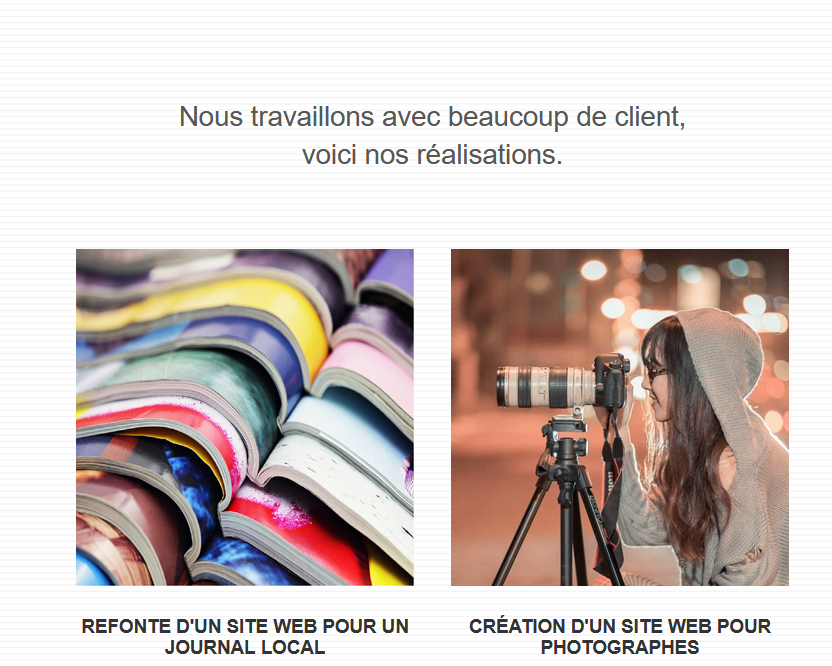 Nous travaillons avec beaucoup de client,
voici nos réalisations.
REFONTE D'UN SITE WEB POUR UN
JOURNAL LOCAL
CRÉATION D'UN SITE WEB POUR
PHOTOGRAPHES